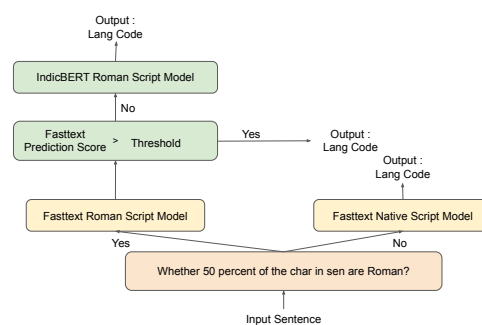 Output :
Lang Code
IndicBERT Roman Script Model
No
Fasttext
Prediction Score > Threshold
Yes
Output :
Lang Code
Output :
Lang Code
Fasttext Roman Script Model
Fasttext Native Script Model
Yes
No
Whether 50 percent of the char in sen are Roman?
Input Sentence